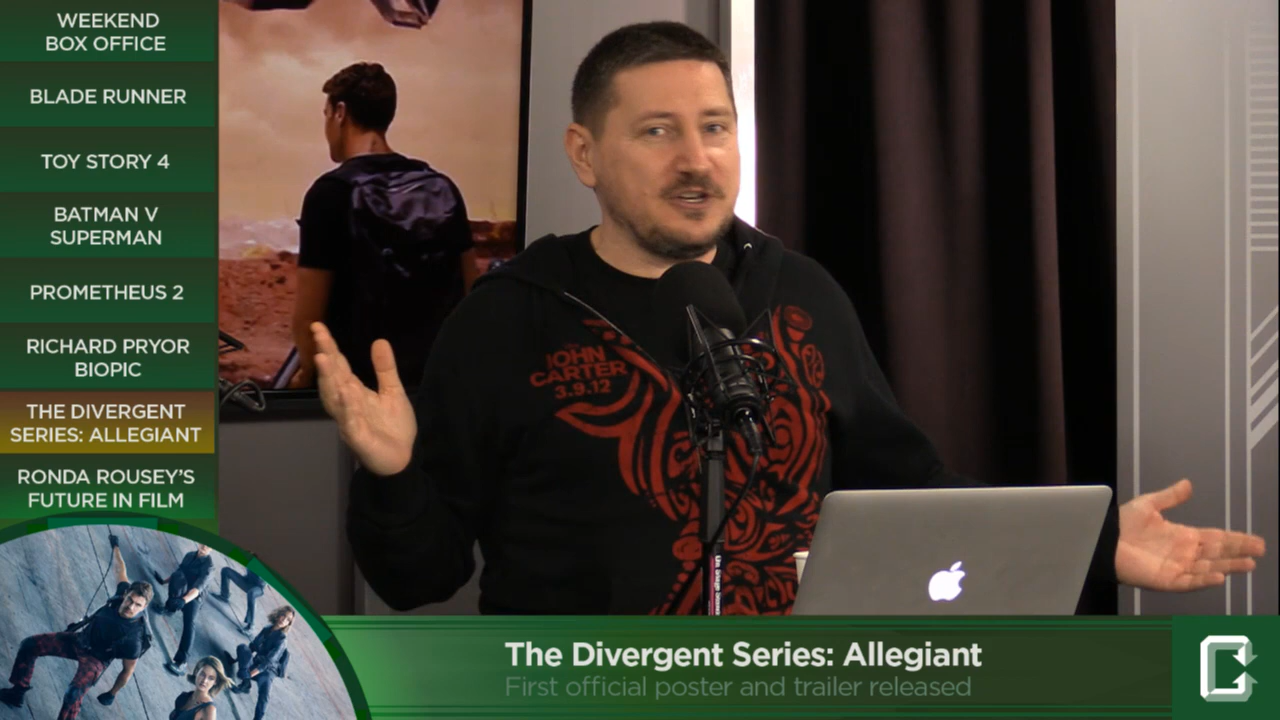 WEEKEND
BOX OFFICE
BLADE RUNNER
TOY STORY 4
BATMAN V
SUPERMAN
PROMETHEUS 2
RICHARD PRYOR
BIOPIC
THE DIVERGENT
SERIES: ALLEGIANT
RONDA ROUSEY'S
FUTURE IN FILM
JOHN
CARTER
3.9.12
The Divergent Series: Allegiant
First official poster and trailer released